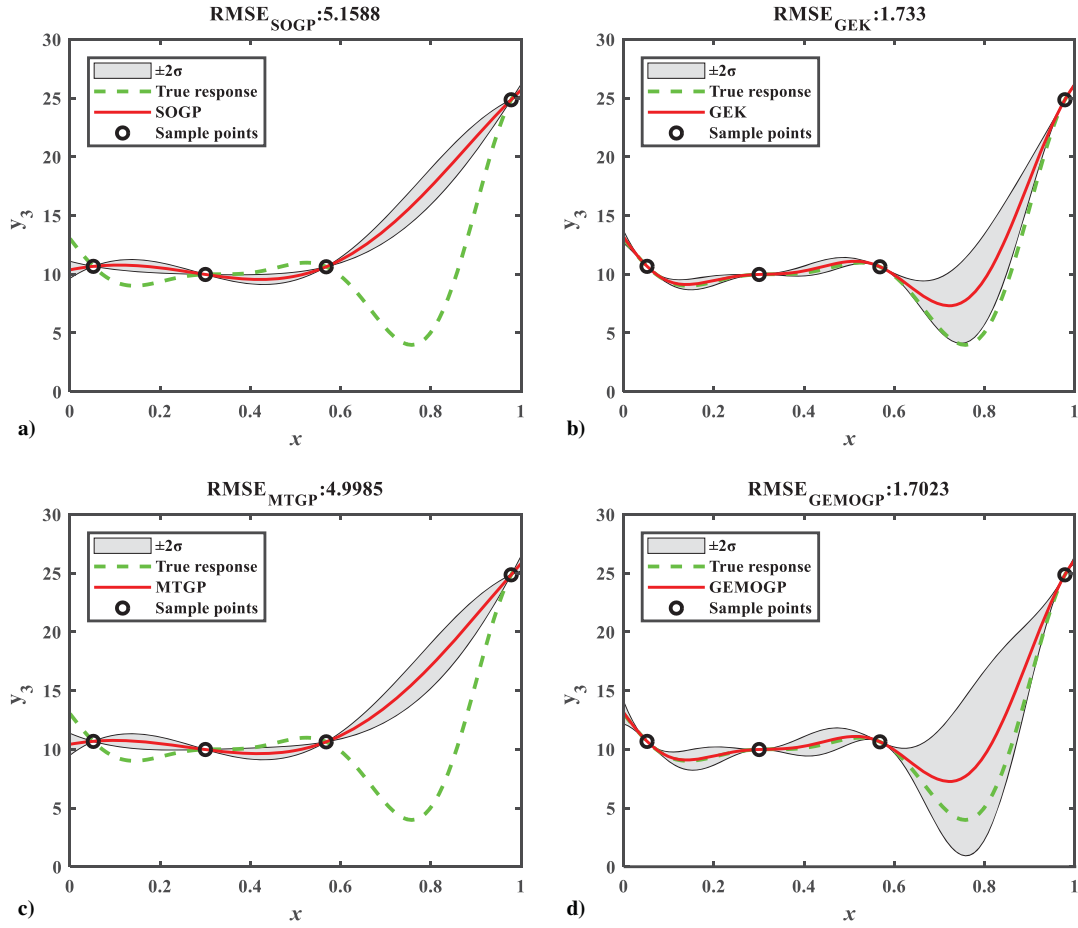 RMSE_SOGP:5.1588
30
25
20
15
10
5
0
y_3
±2σ
True response
SOGP
Sample points
0 0.2 0.4 0.6 0.8 1
x
a)
RMSE_GEK:1.733
30
25
20
15
10
5
0
y_3
±2σ
True response
GEK
Sample points
0 0.2 0.4 0.6 0.8 1
x
b)
RMSE_MTGP:4.9985
30
25
20
15
10
5
0
y_3
±2σ
True response
MTGP
Sample points
0 0.2 0.4 0.6 0.8 1
x
c)
RMSE_GEMOGP:1.7023
30
25
20
15
10
5
0
y_3
±2σ
True response
GEMOGP
Sample points
0 0.2 0.4 0.6 0.8 1
x
d)